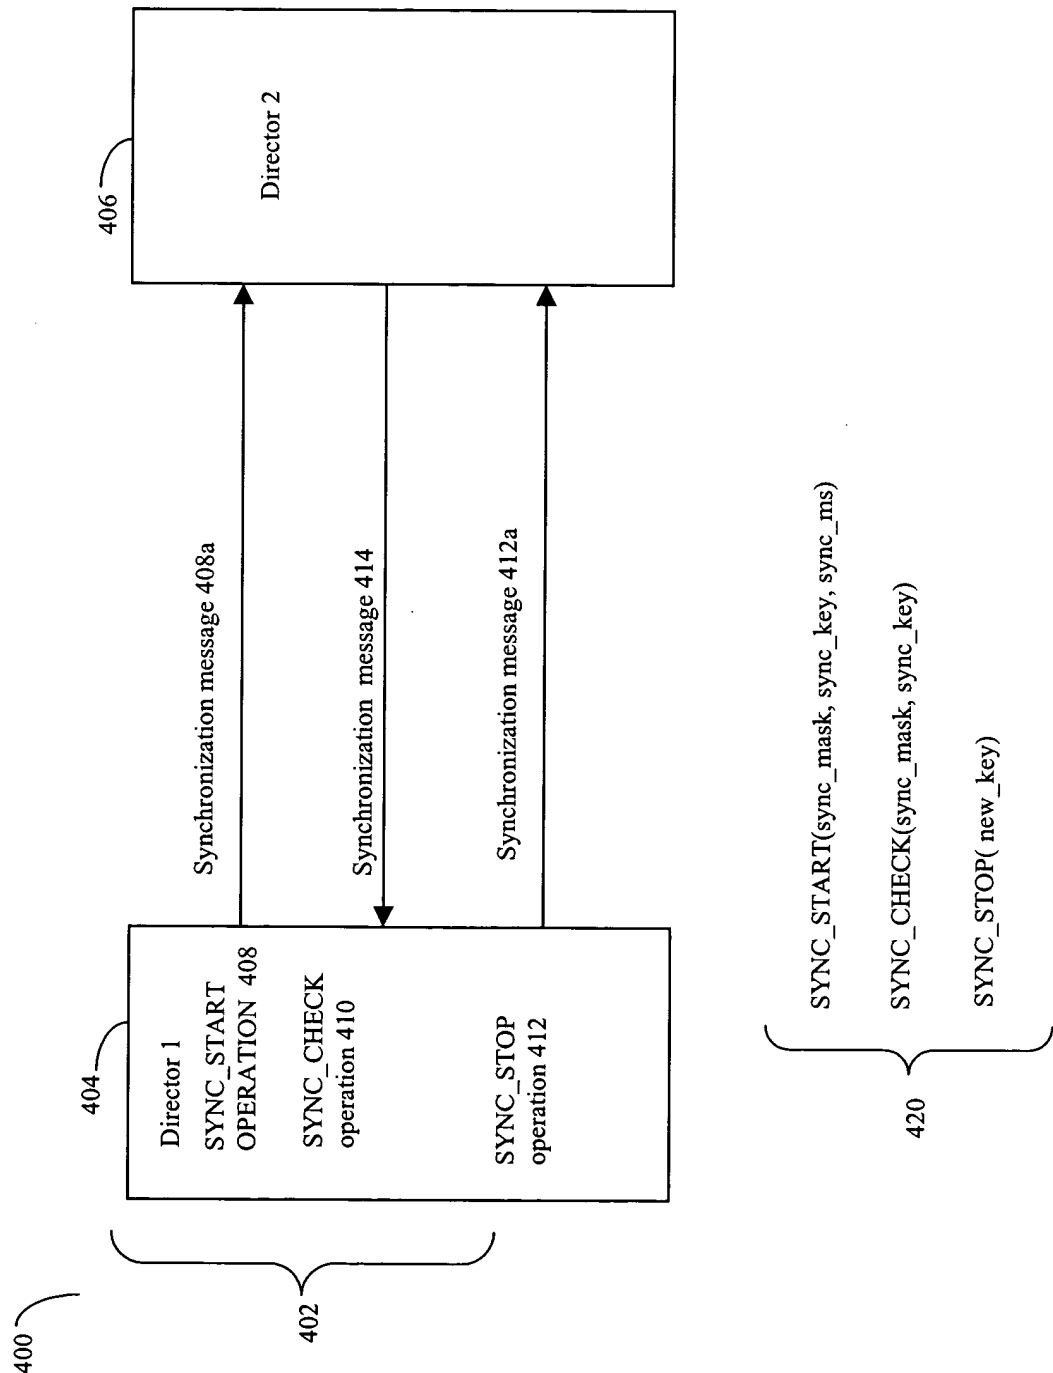 400
402
404
Director 1
SYNC_START
OPERATION 408
SYNC_CHECK
operation 410
SYNC_STOP
operation 412
Synchronization message 408a
Synchronization message 414
Synchronization message 412a
406
Director 2
420
SYNC_START(sync_mask, sync_key, sync_ms)
SYNC_CHECK(sync_mask, sync_key)
SYNC_STOP( new_key)